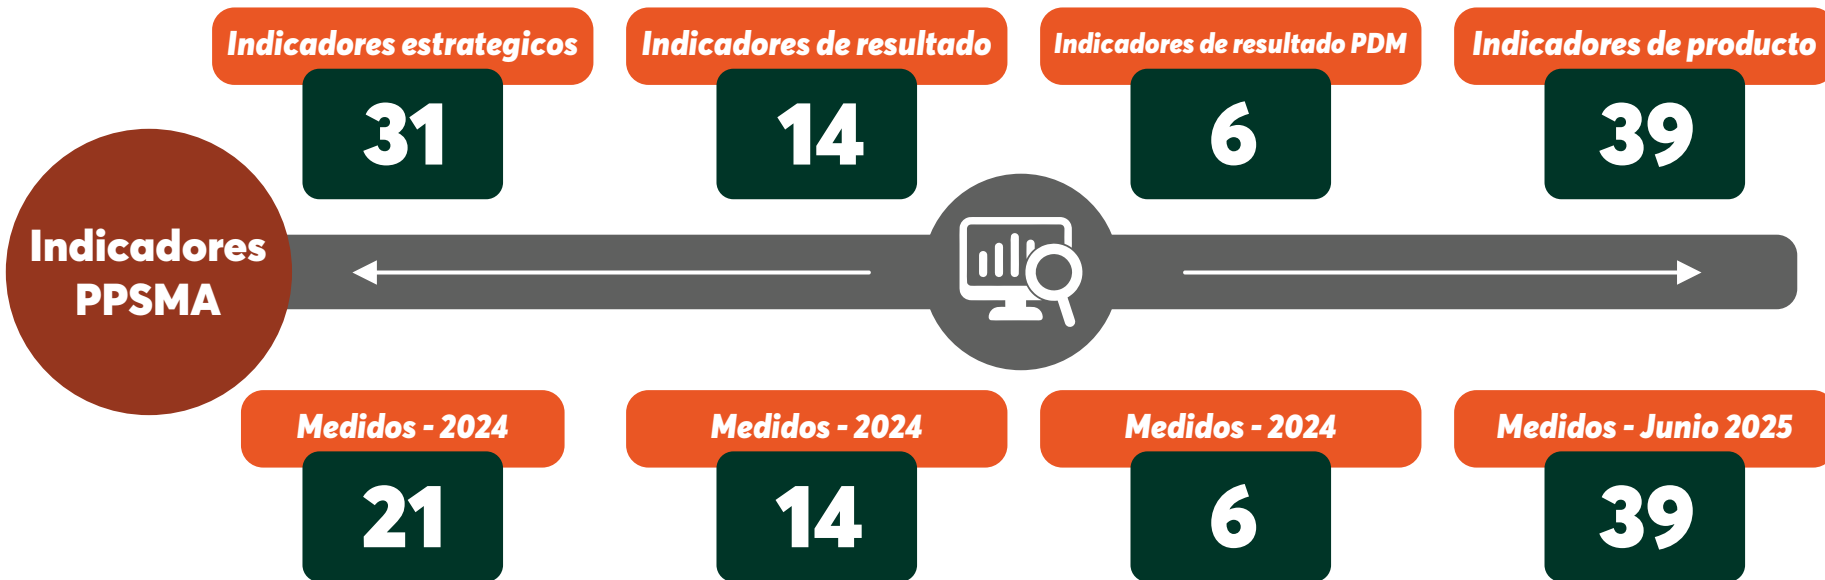 Indicadores estrategicos
31
Indicadores de resultado
14
Indicadores de resultado PDM
6
Indicadores de producto
39
Indicadores
PPSMA
Medidos - 2024
21
Medidos - 2024
14
Medidos - 2024
6
Medidos - Junio 2025
39